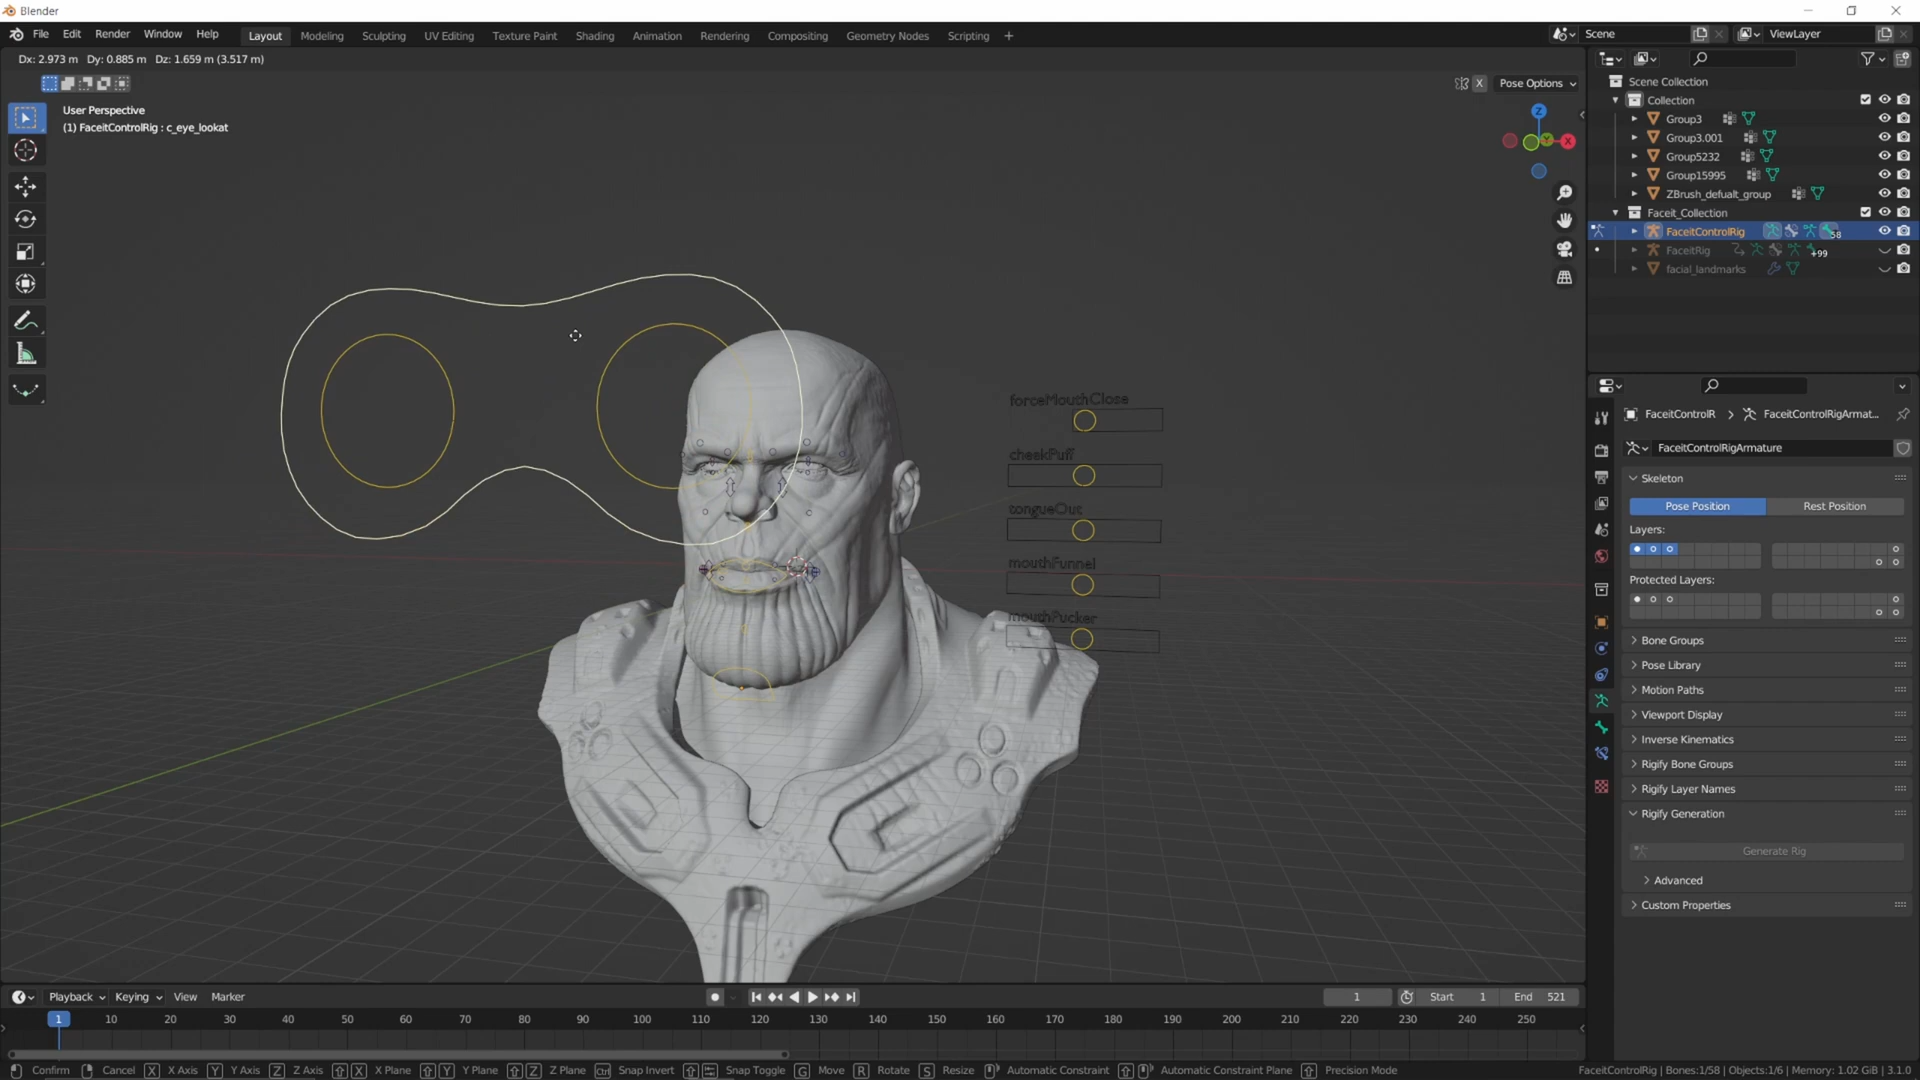 Blender
File Edit Render Window Help
Layout Modeling Sculpting UV Editing Texture Paint Shading Animation Rendering Compositing Geometry Nodes Scripting +
Scene
ViewLayer
Dx: 2.973 m Dy: 0.885 m Dz: 1.659 m (3.517 m)
X
Pose Options
User Perspective
(1) FaceitControlRig : c_eye_lookat
Z
Y
X
forceMouthClose
cheekPuff
tongueOut
mouthFunnel
mouthPucker
Scene Collection
Collection
Group3
Group3.001
Group5232
Group15995
ZBrush_defualt_group
Faceit_Collection
FaceitControlRig
58
FaceitRig
+99
facial_landmarks
FaceitControlR > FaceitControlRigArmat...
FaceitControlRigArmature
Skeleton
Pose Position Rest Position
Layers:
Protected Layers:
Bone Groups
Pose Library
Motion Paths
Viewport Display
Inverse Kinematics
Rigify Bone Groups
Rigify Layer Names
Rigify Generation
Generate Rig
Advanced
Custom Properties
Playback Keying View Marker
1 Start 1 End 521
1 10 20 30 40 50 60 70 80 90 100 110 120 130 140 150 160 170 180 190 200 210 220 230 240 250
Confirm Cancel X X Axis Y Y Axis Z Z Axis X X Plane Y Y Plane Z Z Plane Ctrl Snap Invert Snap Toggle G Move R Rotate S Resize Automatic Constraint Automatic Constraint Plane Precision Mode
FaceitControlRig | Bones:1/58 | Objects:1/6 | Memory: 1.02 GiB | 3.1.0